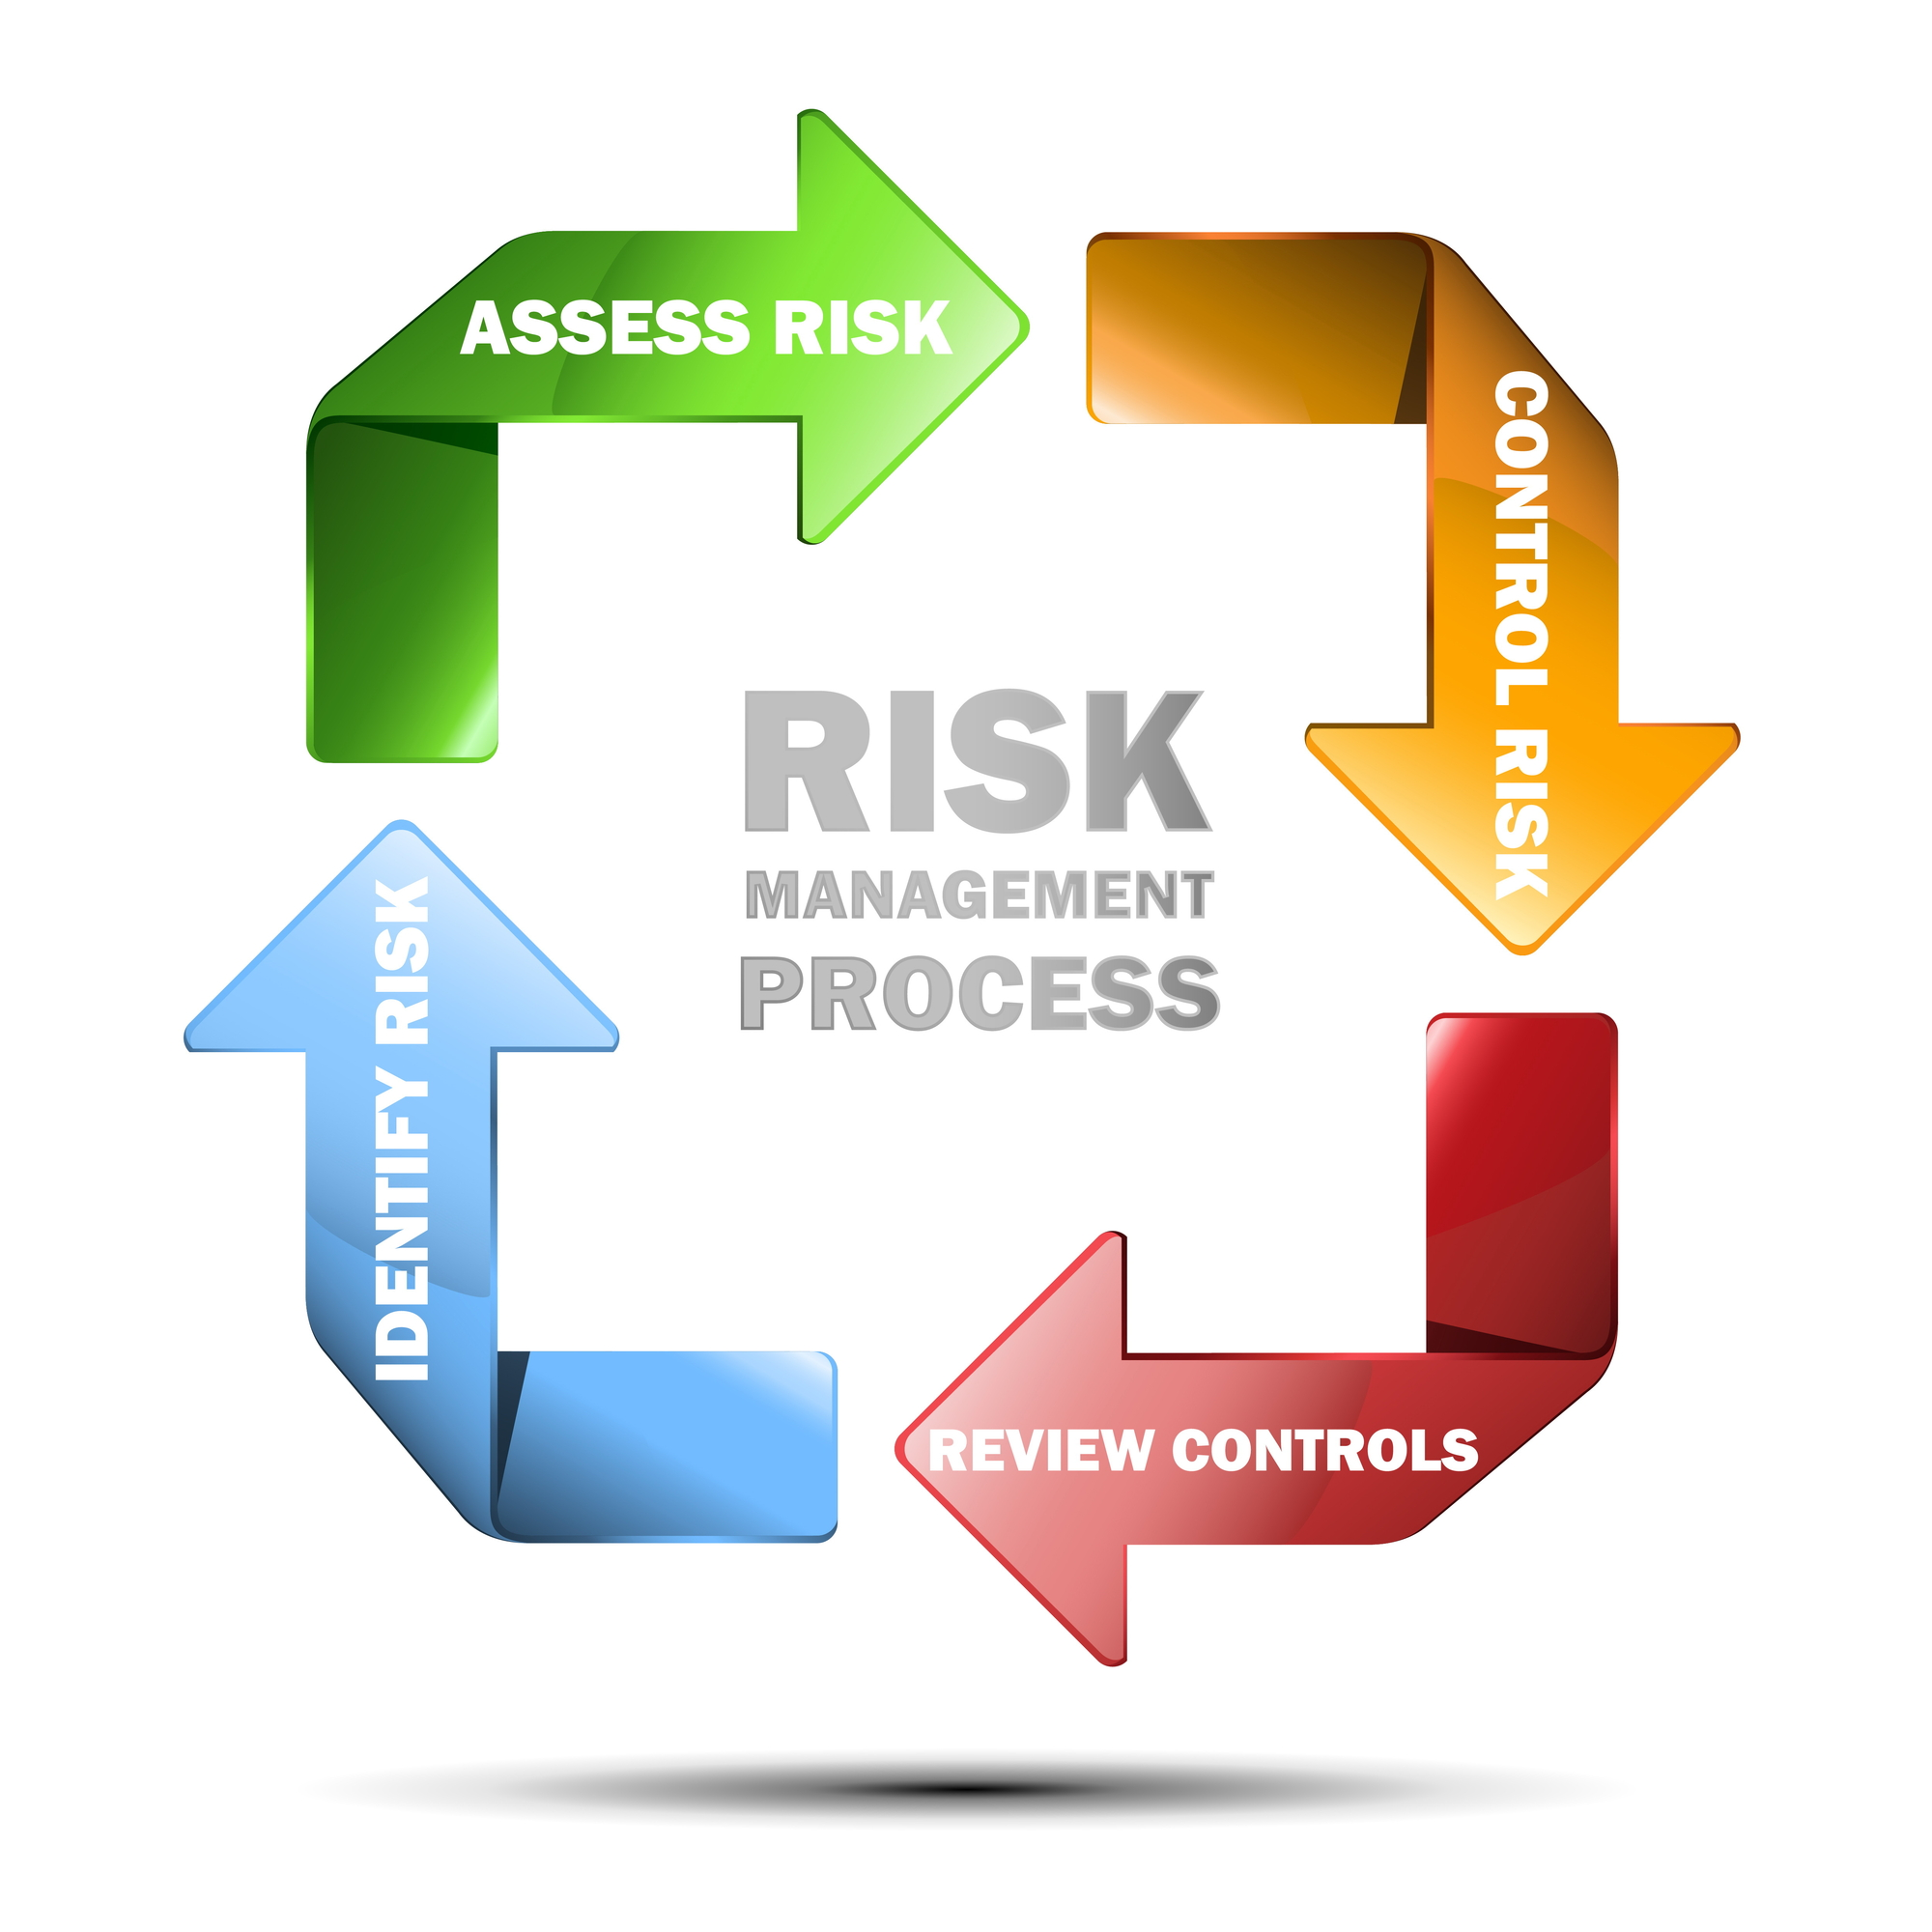 ASSESS RISK
CONTROL RISK
RISK
MANAGEMENT
PROCESS
IDENTIFY RISK
REVIEW CONTROLS